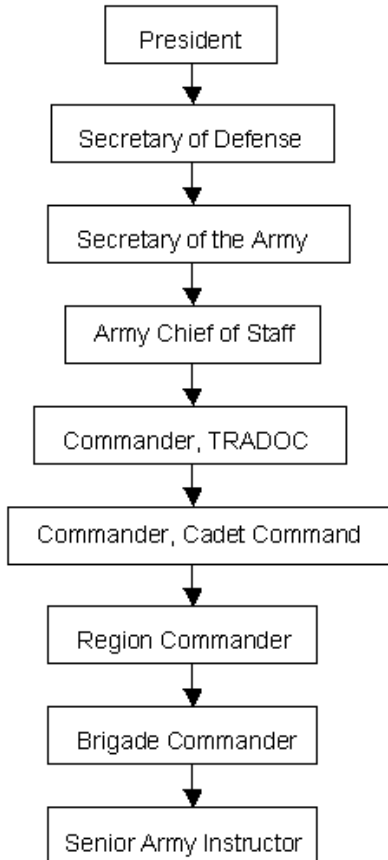 President
Secretary of Defense
Secretary of the Army
Army Chief of Staff
Commander, TRADOC
Commander, Cadet Command
Region Commander
Brigade Commander
Senior Army Instructor